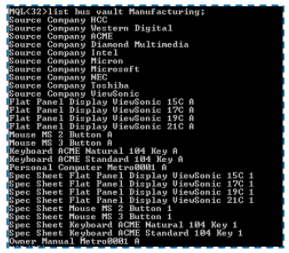 MQL<32>list bus vault Manufacturing;
Source Company HCC
Source Company Western Digital
Source Company ACME
Source Company Diamond Multimedia
Source Company Intel
Source Company Micron
Source Company Microsoft
Source Company NEC
Source Company Toshiba
Source Company ViewSonic
Flat Panel Display ViewSonic 15C A
Flat Panel Display ViewSonic 17C A
Flat Panel Display ViewSonic 19C A
Flat Panel Display ViewSonic 21C A
Mouse MS 2 Button A
Mouse MS 3 Button A
Keyboard ACME Natural 104 Key A
Keyboard ACME Standard 104 Key A
Personal Computer Metro0001 A
Spec Sheet Flat Panel Display ViewSonic 15C 1
Spec Sheet Flat Panel Display ViewSonic 17C 1
Spec Sheet Flat Panel Display ViewSonic 19C 1
Spec Sheet Flat Panel Display ViewSonic 21C 1
Spec Sheet Mouse MS 2 Button 1
Spec Sheet Mouse MS 3 Button 1
Spec Sheet Keyboard ACME Natural 104 Key 1
Spec Sheet Keyboard ACME Standard 104 Key 1
Owner Manual Metro0001 A